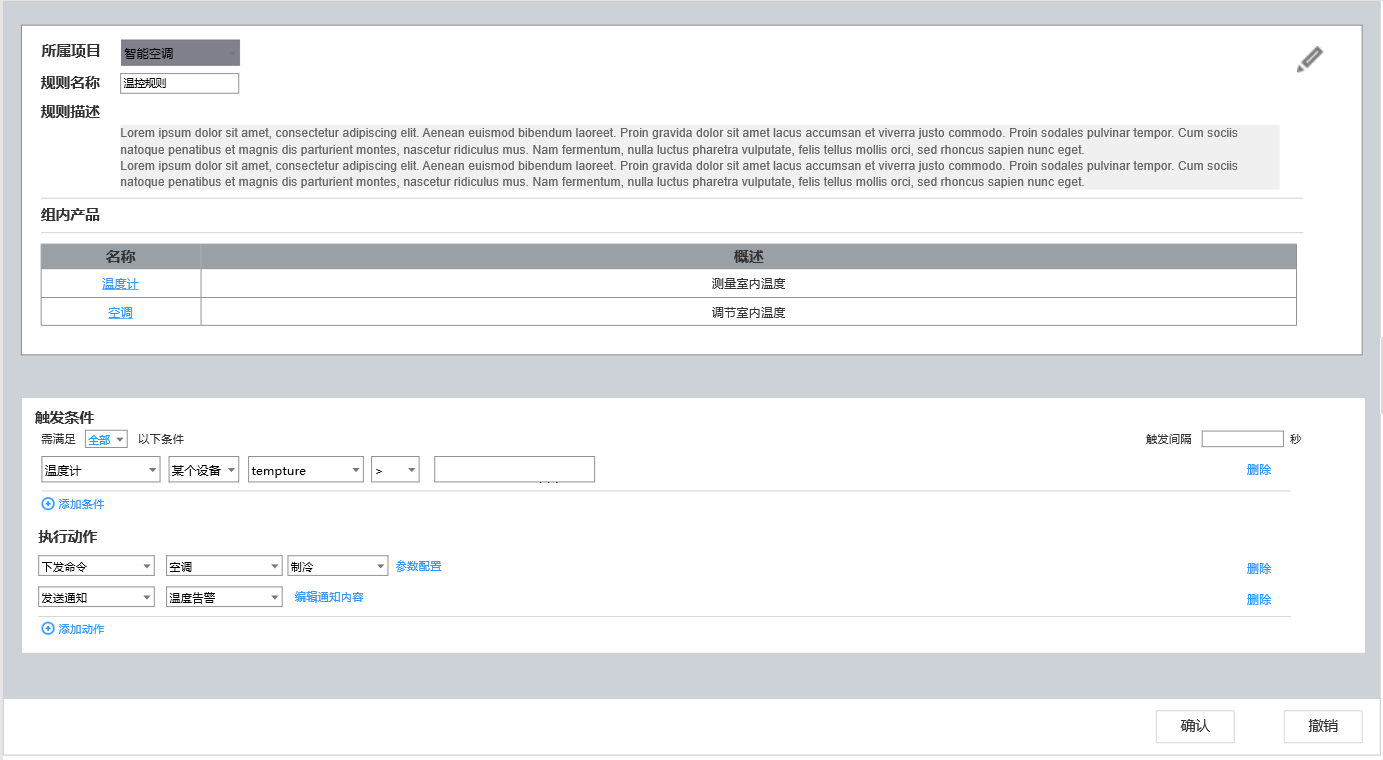 所属项目 智能空调
规则名称 温控规则
规则描述
Lorem ipsum dolor sit amet, consectetur adipiscing elit. Aenean euismod bibendum laoreet. Proin gravida dolor sit amet lacus accumsan et viverra justo commodo. Proin sodales pulvinar tempor. Cum sociis
natoque penatibus et magnis dis parturient montes, nascetur ridiculus mus. Nam fermentum, nulla luctus pharetra vulputate, felis tellus mollis orci, sed rhoncus sapien nunc eget.
Lorem ipsum dolor sit amet, consectetur adipiscing elit. Aenean euismod bibendum laoreet. Proin gravida dolor sit amet lacus accumsan et viverra justo commodo. Proin sodales pulvinar tempor. Cum sociis
natoque penatibus et magnis dis parturient montes, nascetur ridiculus mus. Nam fermentum, nulla luctus pharetra vulputate, felis tellus mollis orci, sed rhoncus sapien nunc eget.
组内产品
名称 概述
温度计 测量室内温度
空调 调节室内温度
触发条件
需满足 全部 以下条件 触发间隔 秒
温度计 某个设备 tempture > 删除
添加条件
执行动作
下发命令 空调 制冷 参数配置 删除
发送通知 温度告警 编辑通知内容 删除
添加动作
确认 撤销